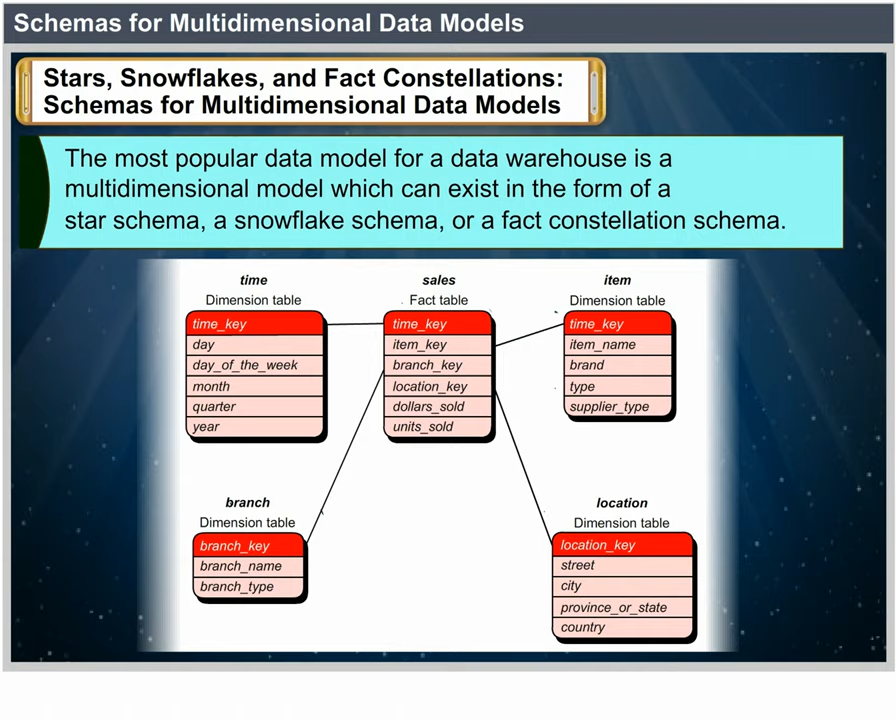 Schemas for Multidimensional Data Models
Stars, Snowflakes, and Fact Constellations:
Schemas for Multidimensional Data Models
The most popular data model for a data warehouse is a
multidimensional model which can exist in the form of a
star schema, a snowflake schema, or a fact constellation schema.
time
Dimension table
time_key
day
day_of_the_week
month
quarter
year
sales
Fact table
time_key
item_key
branch_key
location_key
dollars_sold
units_sold
item
Dimension table
time_key
item_name
brand
type
supplier_type
branch
Dimension table
branch_key
branch_name
branch_type
location
Dimension table
location_key
street
city
province_or_state
country